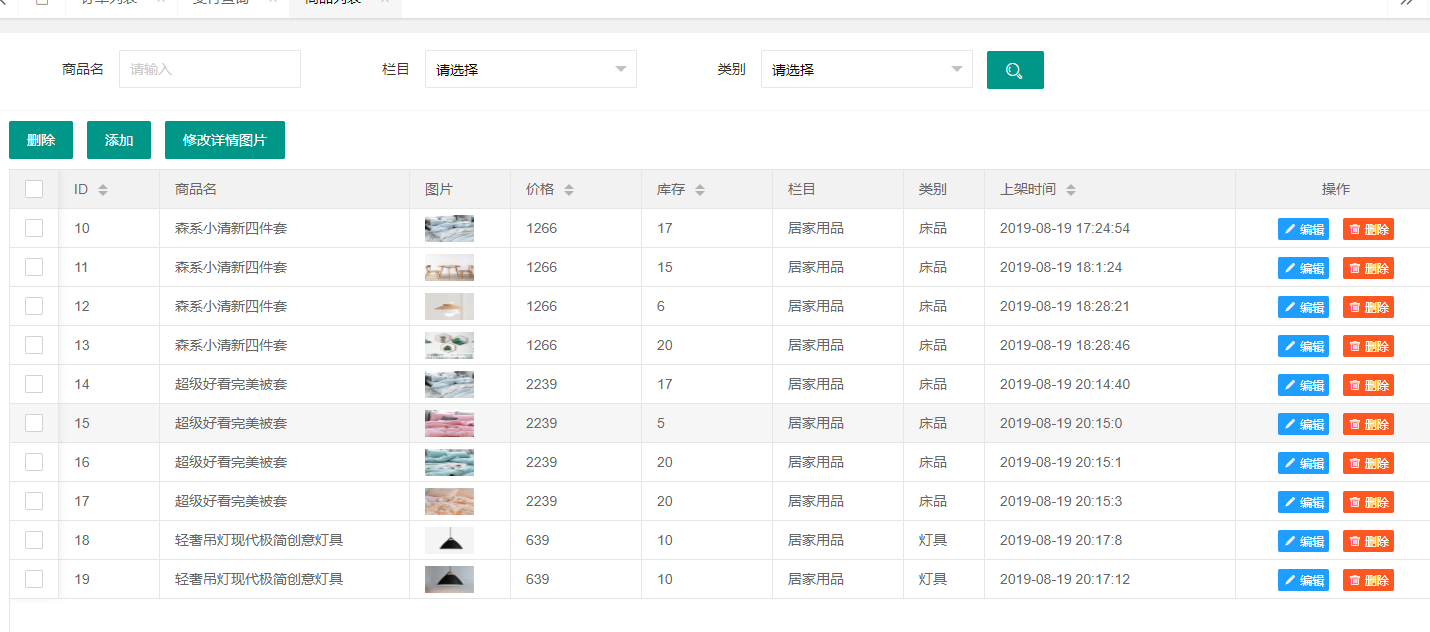 订单列表 支付查询 商品列表
商品名 请输入 栏目 请选择 类别 请选择
删除 添加 修改详情图片
ID 商品名 图片 价格 库存 栏目 类别 上架时间 操作
10 森系小清新四件套 1266 17 居家用品 床品 2019-08-19 17:24:54 编辑 删除
11 森系小清新四件套 1266 15 居家用品 床品 2019-08-19 18:1:24 编辑 删除
12 森系小清新四件套 1266 6 居家用品 床品 2019-08-19 18:28:21 编辑 删除
13 森系小清新四件套 1266 20 居家用品 床品 2019-08-19 18:28:46 编辑 删除
14 超级好看完美被套 2239 17 居家用品 床品 2019-08-19 20:14:40 编辑 删除
15 超级好看完美被套 2239 5 居家用品 床品 2019-08-19 20:15:0 编辑 删除
16 超级好看完美被套 2239 20 居家用品 床品 2019-08-19 20:15:1 编辑 删除
17 超级好看完美被套 2239 20 居家用品 床品 2019-08-19 20:15:3 编辑 删除
18 轻奢吊灯现代极简创意灯具 639 10 居家用品 灯具 2019-08-19 20:17:8 编辑 删除
19 轻奢吊灯现代极简创意灯具 639 10 居家用品 灯具 2019-08-19 20:17:12 编辑 删除